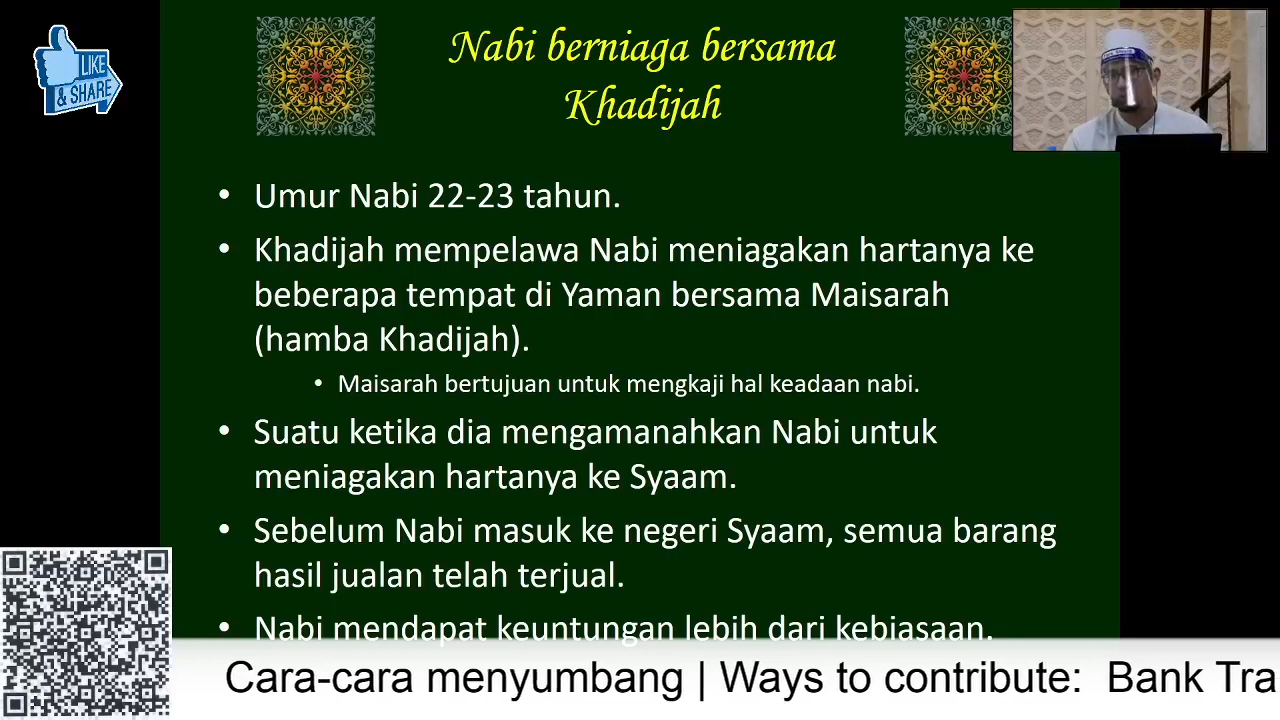 LIKE
& SHARE
Nabi berniaga bersama
Khadijah
• Umur Nabi 22-23 tahun.
• Khadijah mempelawa Nabi meniagakan hartanya ke
beberapa tempat di Yaman bersama Maisarah
(hamba Khadijah).
• Maisarah bertujuan untuk mengkaji hal keadaan nabi.
• Suatu ketika dia mengamanahkan Nabi untuk
meniagakan hartanya ke Syaam.
• Sebelum Nabi masuk ke negeri Syaam, semua barang
hasil jualan telah terjual.
• Nabi mendapat keuntungan lebih dari kebiasaan.
Cara-cara menyumbang | Ways to contribute: Bank Tra